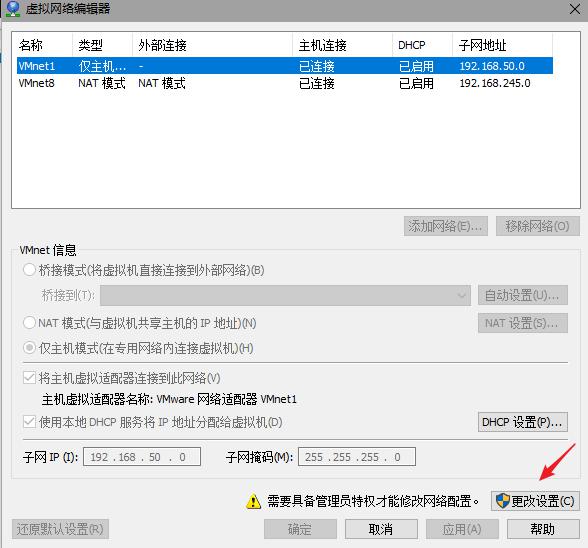 虚拟网络编辑器
名称 类型 外部连接 主机连接 DHCP 子网地址
VMnet1 仅主机... - 已连接 已启用 192.168.50.0
VMnet8 NAT 模式 NAT 模式 已连接 已启用 192.168.245.0
添加网络(E)... 移除网络(O)
VMnet 信息
桥接模式(将虚拟机直接连接到外部网络)(B)
桥接到(T): 自动设置(U)...
NAT 模式(与虚拟机共享主机的 IP 地址)(N) NAT 设置(S)...
仅主机模式(在专用网络内连接虚拟机)(H)
将主机虚拟适配器连接到此网络(V)
主机虚拟适配器名称: VMware 网络适配器 VMnet1
使用本地 DHCP 服务将 IP 地址分配给虚拟机(D) DHCP 设置(P)...
子网 IP (I): 192 .168 . 50 . 0 子网掩码(M): 255 .255 .255 . 0
需要具备管理员特权才能修改网络配置。 更改设置(C)
还原默认设置(R) 确定 取消 应用(A) 帮助